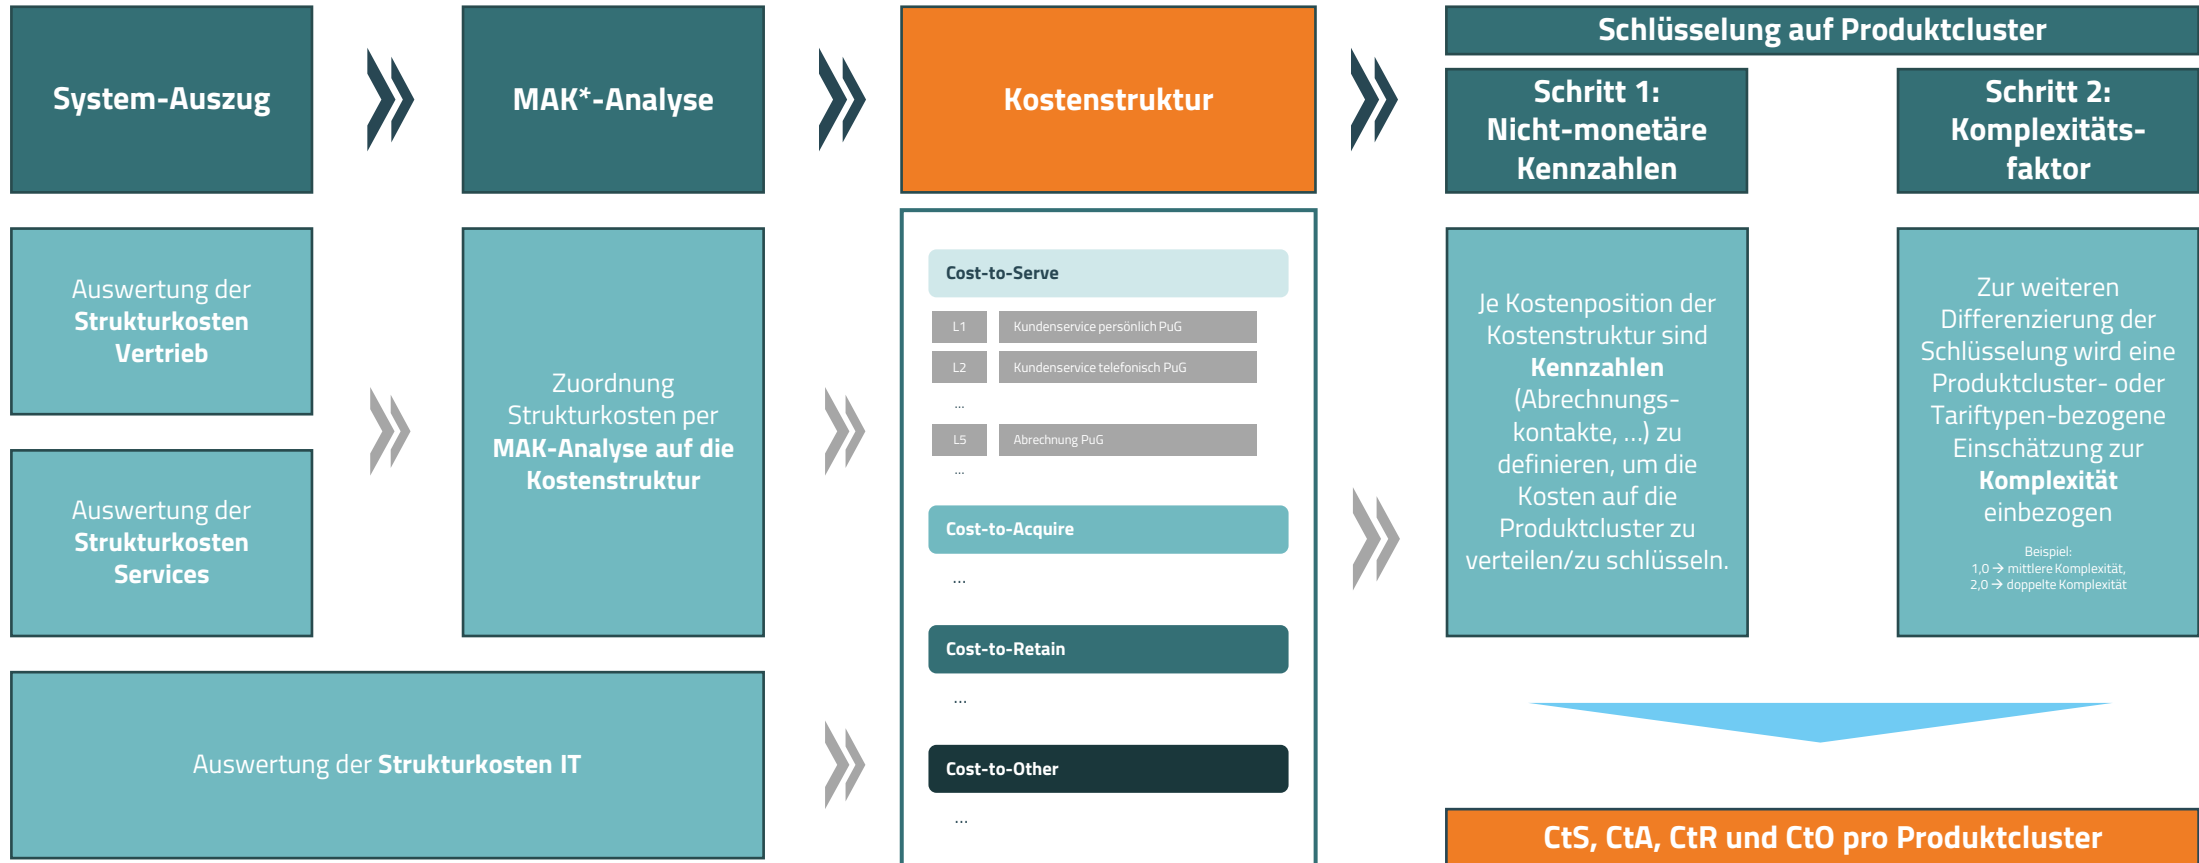 System-Auszug
MAK*-Analyse
Kostenstruktur
Schlüsselung auf Produktcluster
Schritt 1:
Nicht-monetäre
Kennzahlen
Schritt 2:
Komplexitäts-
faktor
Auswertung der
Strukturkosten
Vertrieb
Auswertung der
Strukturkosten
Services
Zuordnung
Strukturkosten per
MAK-Analyse auf die
Kostenstruktur
Auswertung der Strukturkosten IT
Cost-to-Serve
L1 Kundenservice persönlich PuG
L2 Kundenservice telefonisch PuG
...
L5 Abrechnung PuG
...
Cost-to-Acquire
...
Cost-to-Retain
...
Cost-to-Other
...
Je Kostenposition der
Kostenstruktur sind
Kennzahlen
(Abrechnungs-
kontakte, ...) zu
definieren, um die
Kosten auf die
Produktcluster zu
verteilen/zu schlüsseln.
Zur weiteren
Differenzierung der
Schlüsselung wird eine
Produktcluster- oder
Tariftypen-bezogene
Einschätzung zur
Komplexität
einbezogen
Beispiel:
1,0 → mittlere Komplexität,
2,0 → doppelte Komplexität
CtS, CtA, CtR und CtO pro Produktcluster